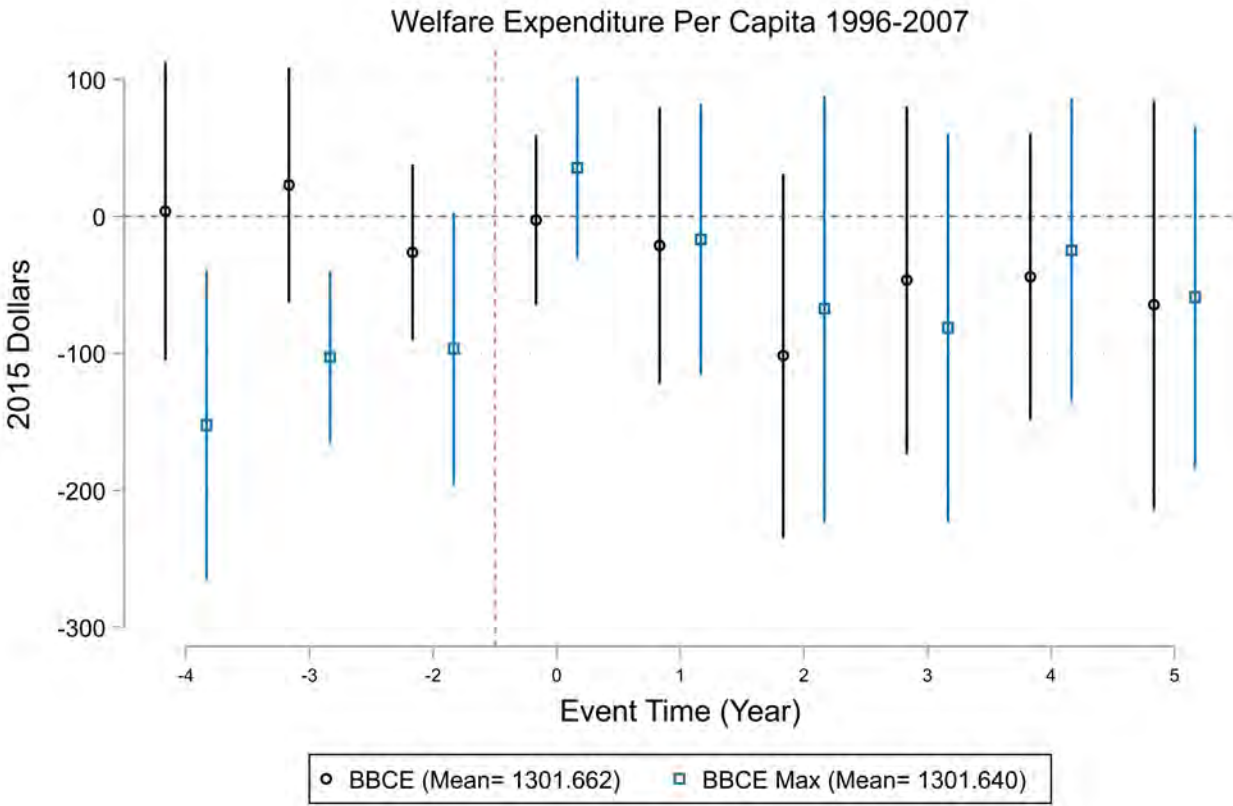 Welfare Expenditure Per Capita 1996-2007
100
0
-100
-200
-300
2015 Dollars
-4 -3 -2 0 1 2 3 4 5
Event Time (Year)
BBCE (Mean= 1301.662) BBCE Max (Mean= 1301.640)